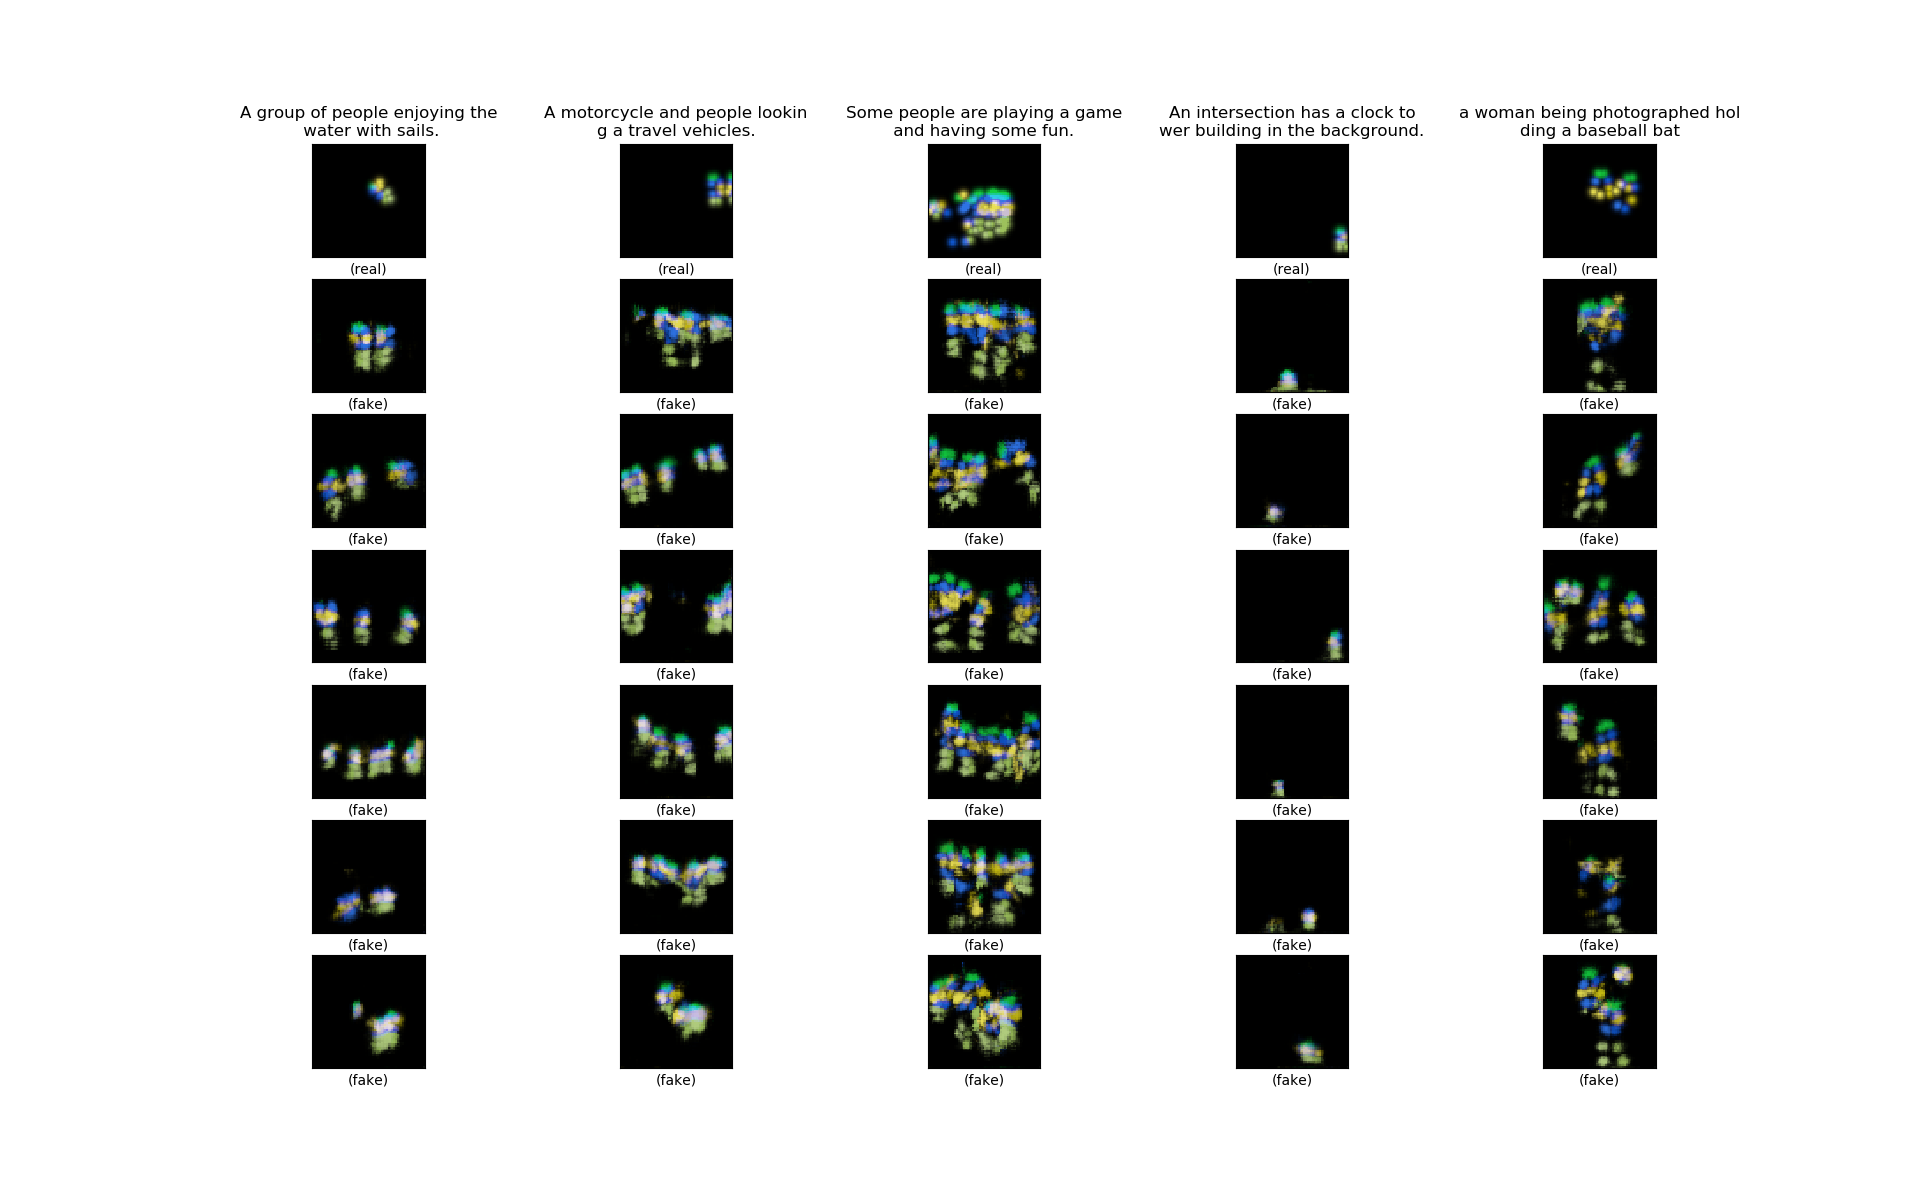 A group of people enjoying the
water with sails.
A motorcycle and people lookin
g a travel vehicles.
Some people are playing a game
and having some fun.
An intersection has a clock to
wer building in the background.
a woman being photographed hol
ding a baseball bat
(real) (real) (real) (real) (real)
(fake) (fake) (fake) (fake) (fake)
(fake) (fake) (fake) (fake) (fake)
(fake) (fake) (fake) (fake) (fake)
(fake) (fake) (fake) (fake) (fake)
(fake) (fake) (fake) (fake) (fake)
(fake) (fake) (fake) (fake) (fake)